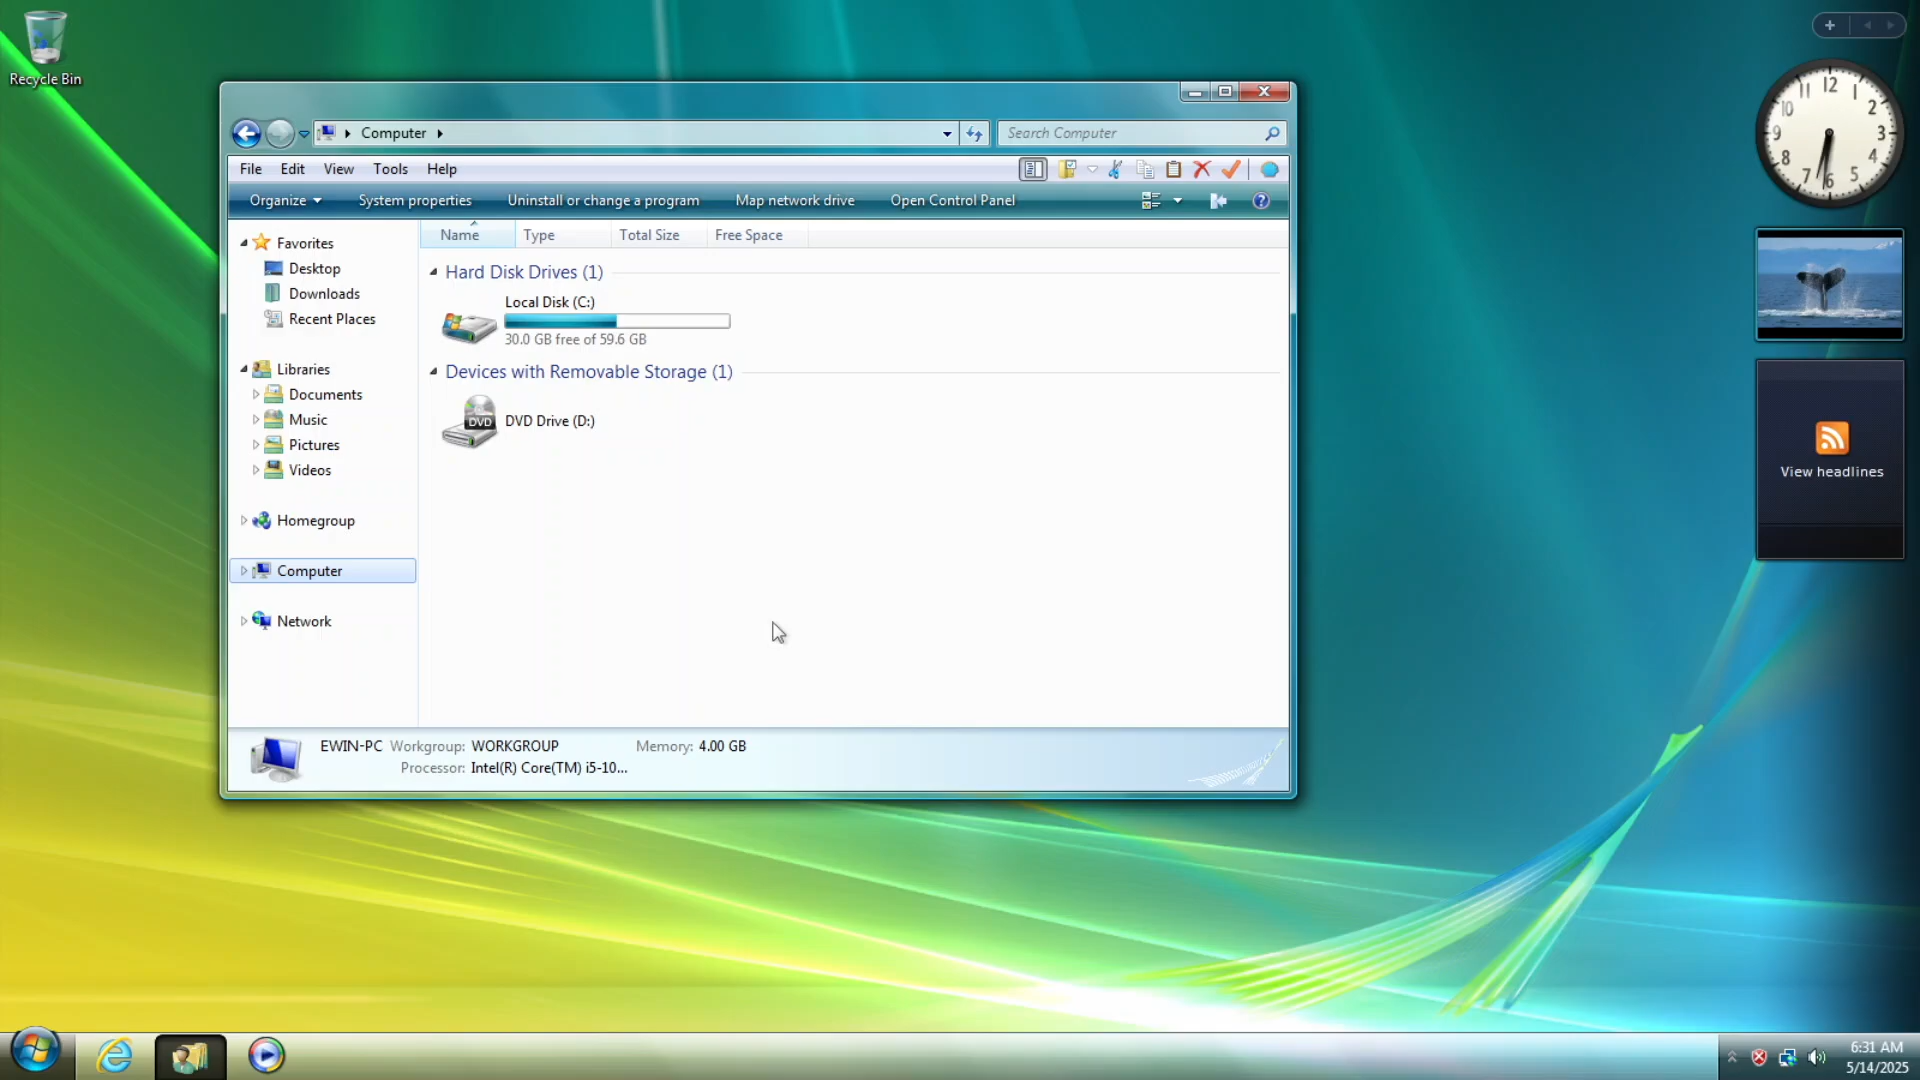 Recycle Bin
Computer
Search Computer
File Edit View Tools Help
Organize System properties Uninstall or change a program Map network drive Open Control Panel
Name Type Total Size Free Space
Favorites
Desktop
Downloads
Recent Places
Libraries
Documents
Music
Pictures
Videos
Homegroup
Computer
Network
Hard Disk Drives (1)
Local Disk (C:)
30.0 GB free of 59.6 GB
Devices with Removable Storage (1)
DVD
DVD Drive (D:)
EWIN-PC Workgroup: WORKGROUP Memory: 4.00 GB
Processor: Intel(R) Core(TM) i5-10...
12
1
2
3
4
5
6
7
8
9
10
11
View headlines
6:31 AM
5/14/2025